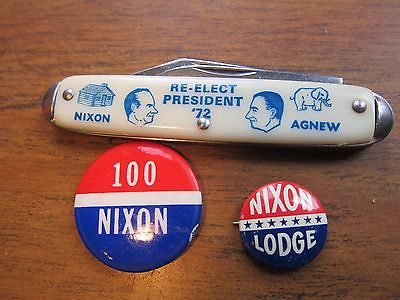 RE-ELECT
PRESIDENT
'72
NIXON
AGNEW
100
NIXON
NIXON
LODGE